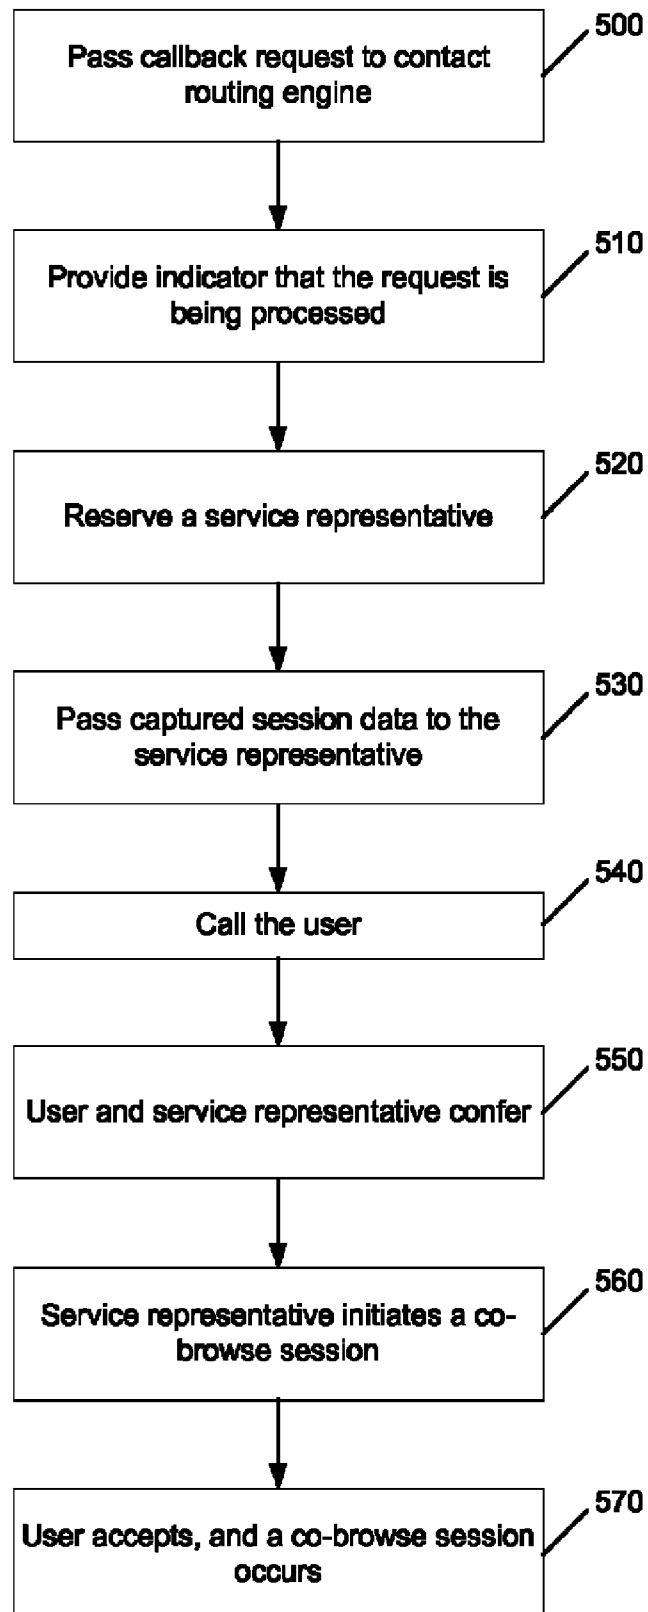 500
Pass callback request to contact
routing engine
510
Provide indicator that the request is
being processed
520
Reserve a service representative
530
Pass captured session data to the
service representative
540
Call the user
550
User and service representative confer
560
Service representative initiates a co-
browse session
570
User accepts, and a co-browse session
occurs